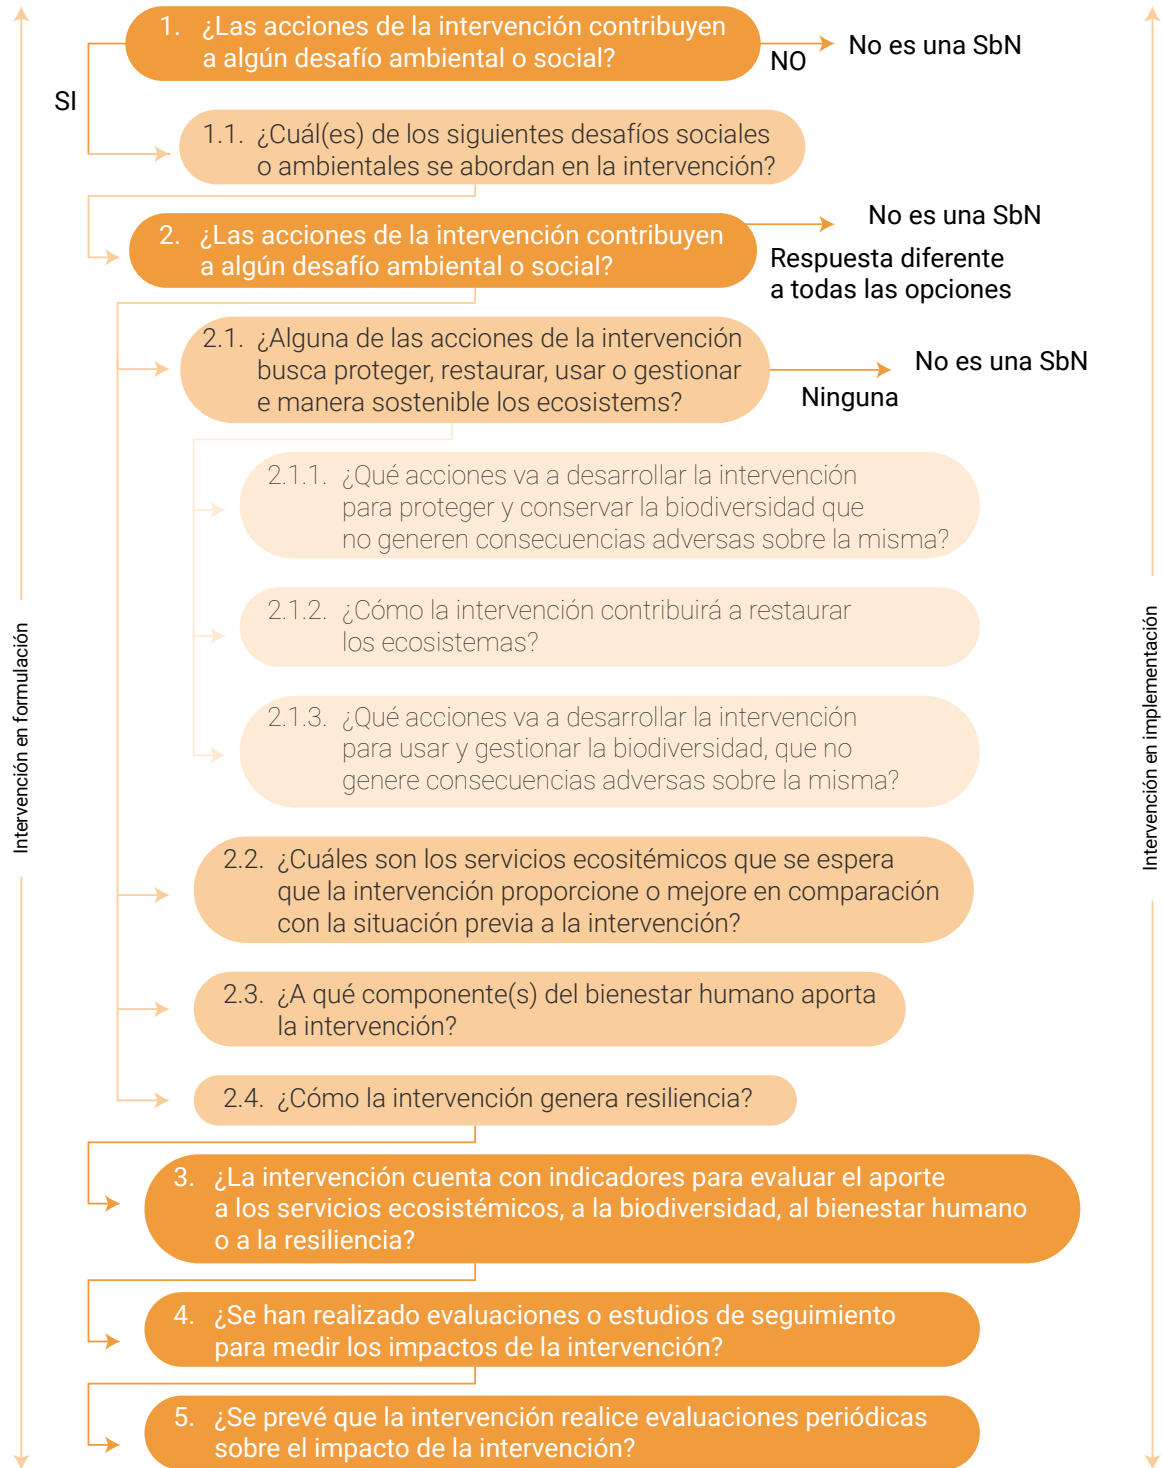 1. ¿Las acciones de la intervención contribuyen
a algún desafío ambiental o social?
NO
No es una SbN
SI
1.1. ¿Cuál(es) de los siguientes desafíos sociales
o ambientales se abordan en la intervención?
2. ¿Las acciones de la intervención contribuyen
a algún desafío ambiental o social?
No es una SbN
Respuesta diferente
a todas las opciones
2.1. ¿Alguna de las acciones de la intervención
busca proteger, restaurar, usar o gestionar
e manera sostenible los ecosistems?
No es una SbN
Ninguna
2.1.1. ¿Qué acciones va a desarrollar la intervención
para proteger y conservar la biodiversidad que
no generen consecuencias adversas sobre la misma?
2.1.2. ¿Cómo la intervención contribuirá a restaurar
los ecosistemas?
2.1.3. ¿Qué acciones va a desarrollar la intervención
para usar y gestionar la biodiversidad, que no
genere consecuencias adversas sobre la misma?
2.2. ¿Cuáles son los servicios ecositémicos que se espera
que la intervención proporcione o mejore en comparación
con la situación previa a la intervención?
2.3. ¿A qué componente(s) del bienestar humano aporta
la intervención?
2.4. ¿Cómo la intervención genera resiliencia?
3. ¿La intervención cuenta con indicadores para evaluar el aporte
a los servicios ecosistémicos, a la biodiversidad, al bienestar humano
o a la resiliencia?
4. ¿Se han realizado evaluaciones o estudios de seguimiento
para medir los impactos de la intervención?
5. ¿Se prevé que la intervención realice evaluaciones periódicas
sobre el impacto de la intervención?
Intervención en formulación
Intervención en implementación